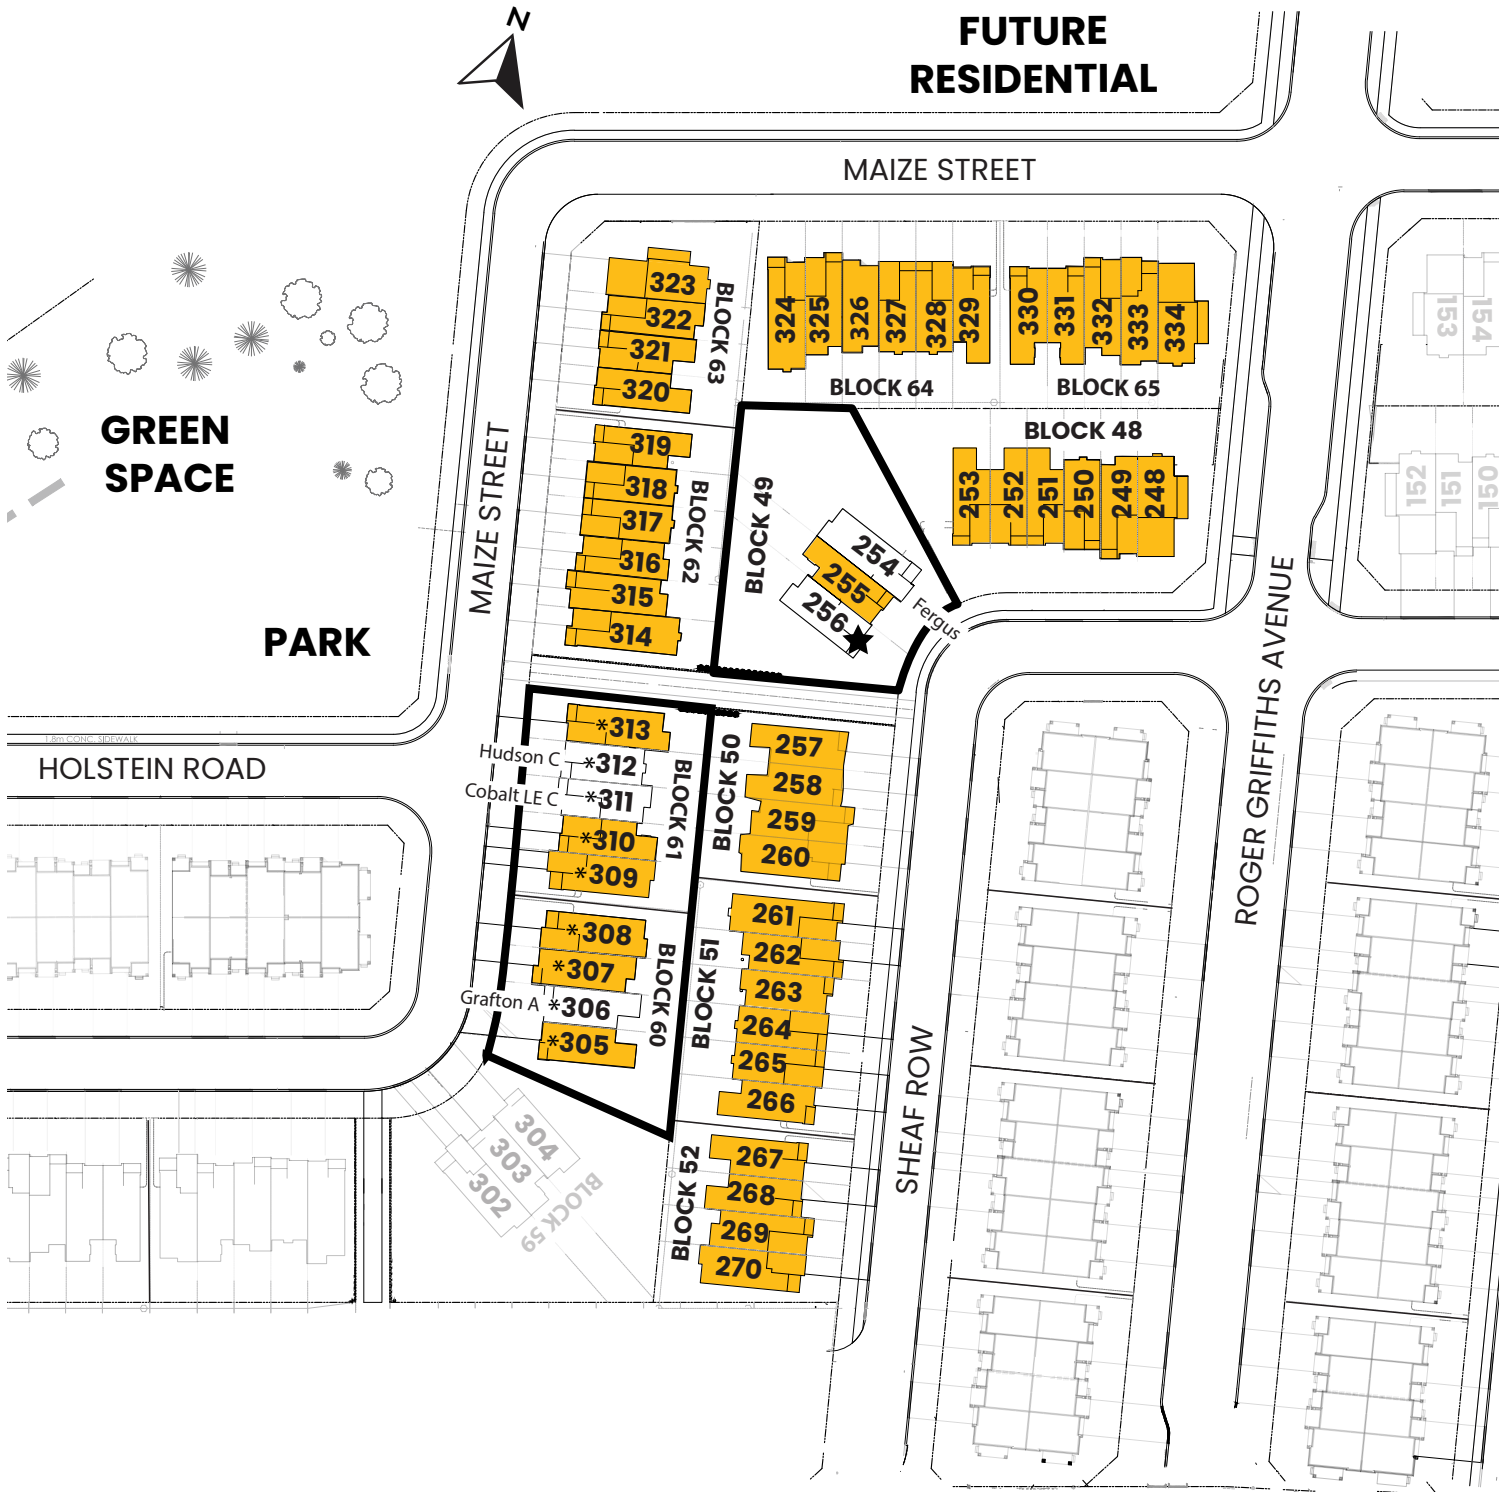 N
FUTURE
RESIDENTIAL
MAIZE STREET
323
322
321
320
BLOCK 63
324
325
326
327
328
329
BLOCK 64
330
331
332
333
334
BLOCK 65
153
154
GREEN
SPACE
MAIZE STREET
319
318
317
316
315
314
BLOCK 62
BLOCK 49
254
255
256
Fergus
BLOCK 48
253
252
251
250
249
248
152
151
150
PARK
1.8m CONC. SIDEWALK
HOLSTEIN ROAD
*313
Hudson C
*312
Cobalt LE C
*311
*310
*309
BLOCK 61
BLOCK 50
257
258
259
260
ROGER GRIFFITHS AVENUE
*308
*307
Grafton A
*306
*305
BLOCK 60
BLOCK 51
261
262
263
264
265
266
SHEAF ROW
304
303
302
BLOCK 59
BLOCK 52
267
268
269
270